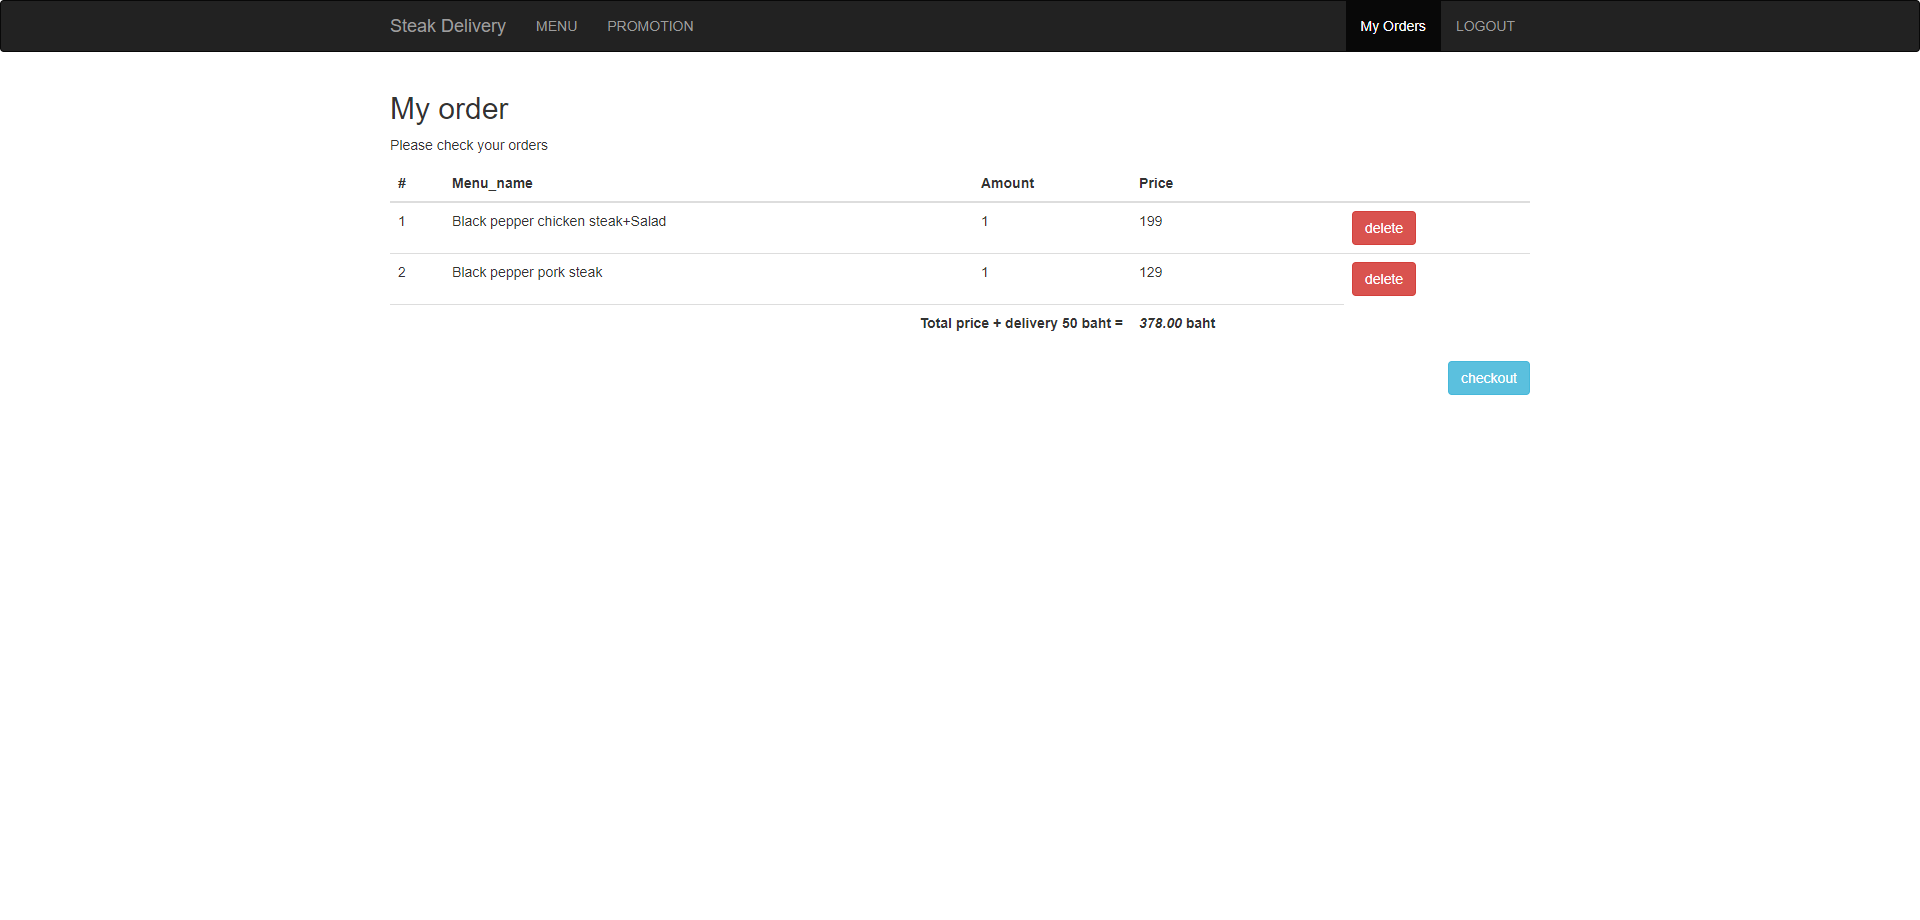 Steak Delivery MENU PROMOTION My Orders LOGOUT
My order
Please check your orders
# Menu_name Amount Price
1 Black pepper chicken steak+Salad 1 199 delete
2 Black pepper pork steak 1 129 delete
Total price + delivery 50 baht = 378.00 baht
checkout